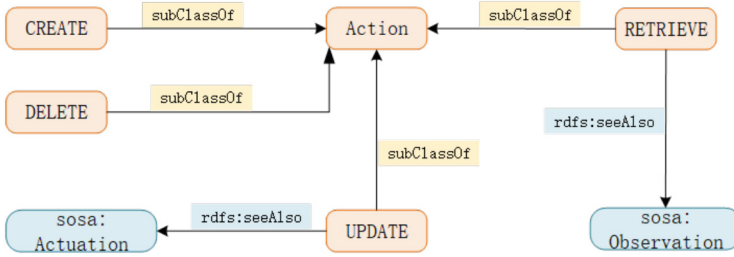 CREATE
subClassOf
Action
subClassOf
RETRIEVE
DELETE
subClassOf
rdfs:seeAlso
subClassOf
sosa:
Actuation
rdfs:seeAlso
UPDATE
sosa:
Observation